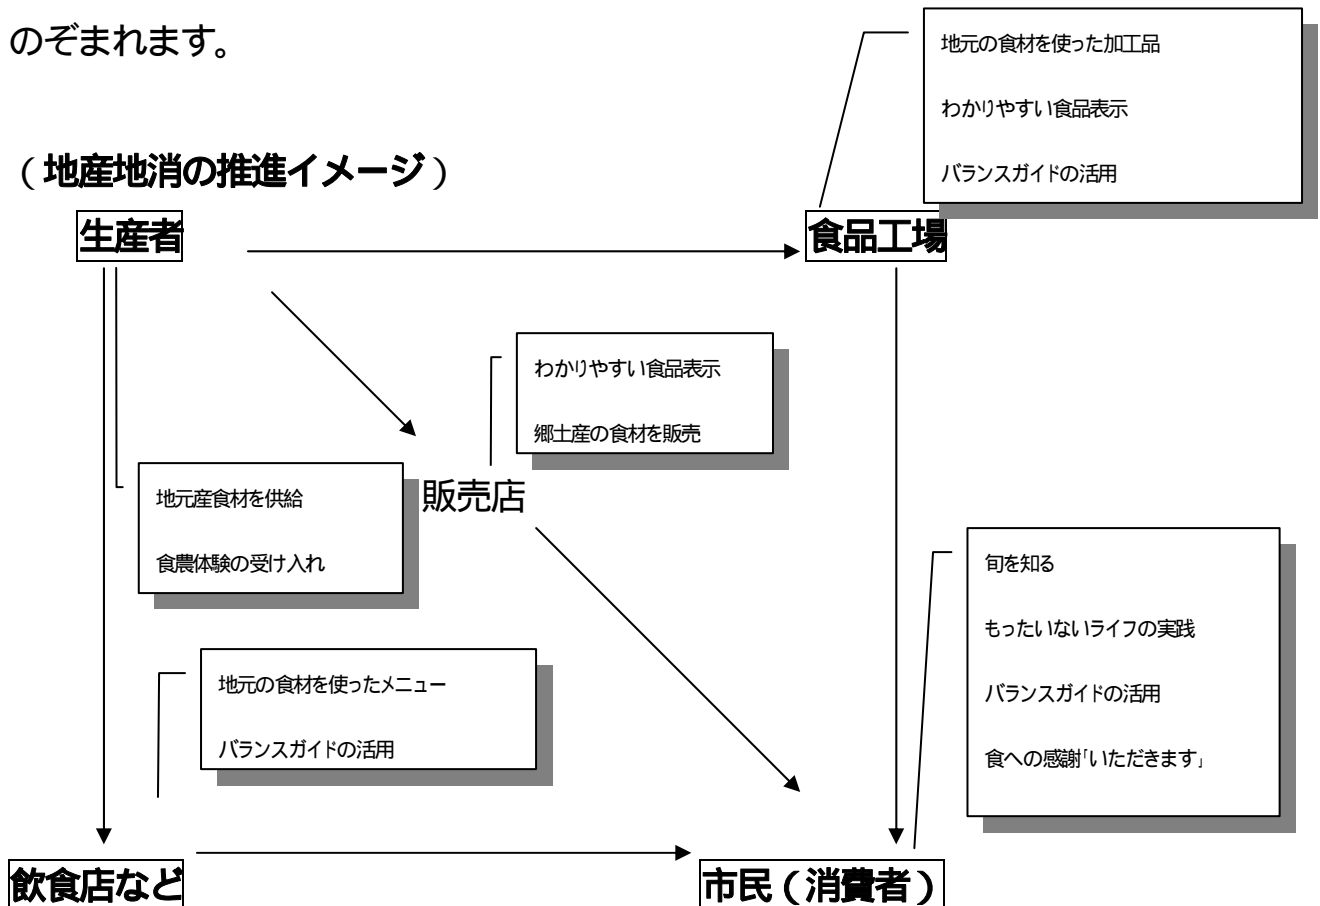 のぞまれます。
地元の食材を使った加工品
わかりやすい食品表示
バランスガイドの活用
（地産地消の推進イメージ）
生産者
食品工場
わかりやすい食品表示
郷土産の食材を販売
販売店
地元産食材を供給
食農体験の受け入れ
旬を知る
もったいないライフの実践
バランスガイドの活用
食への感謝「いただきます」
地元の食材を使ったメニュー
バランスガイドの活用
飲食店など
市民（消費者）